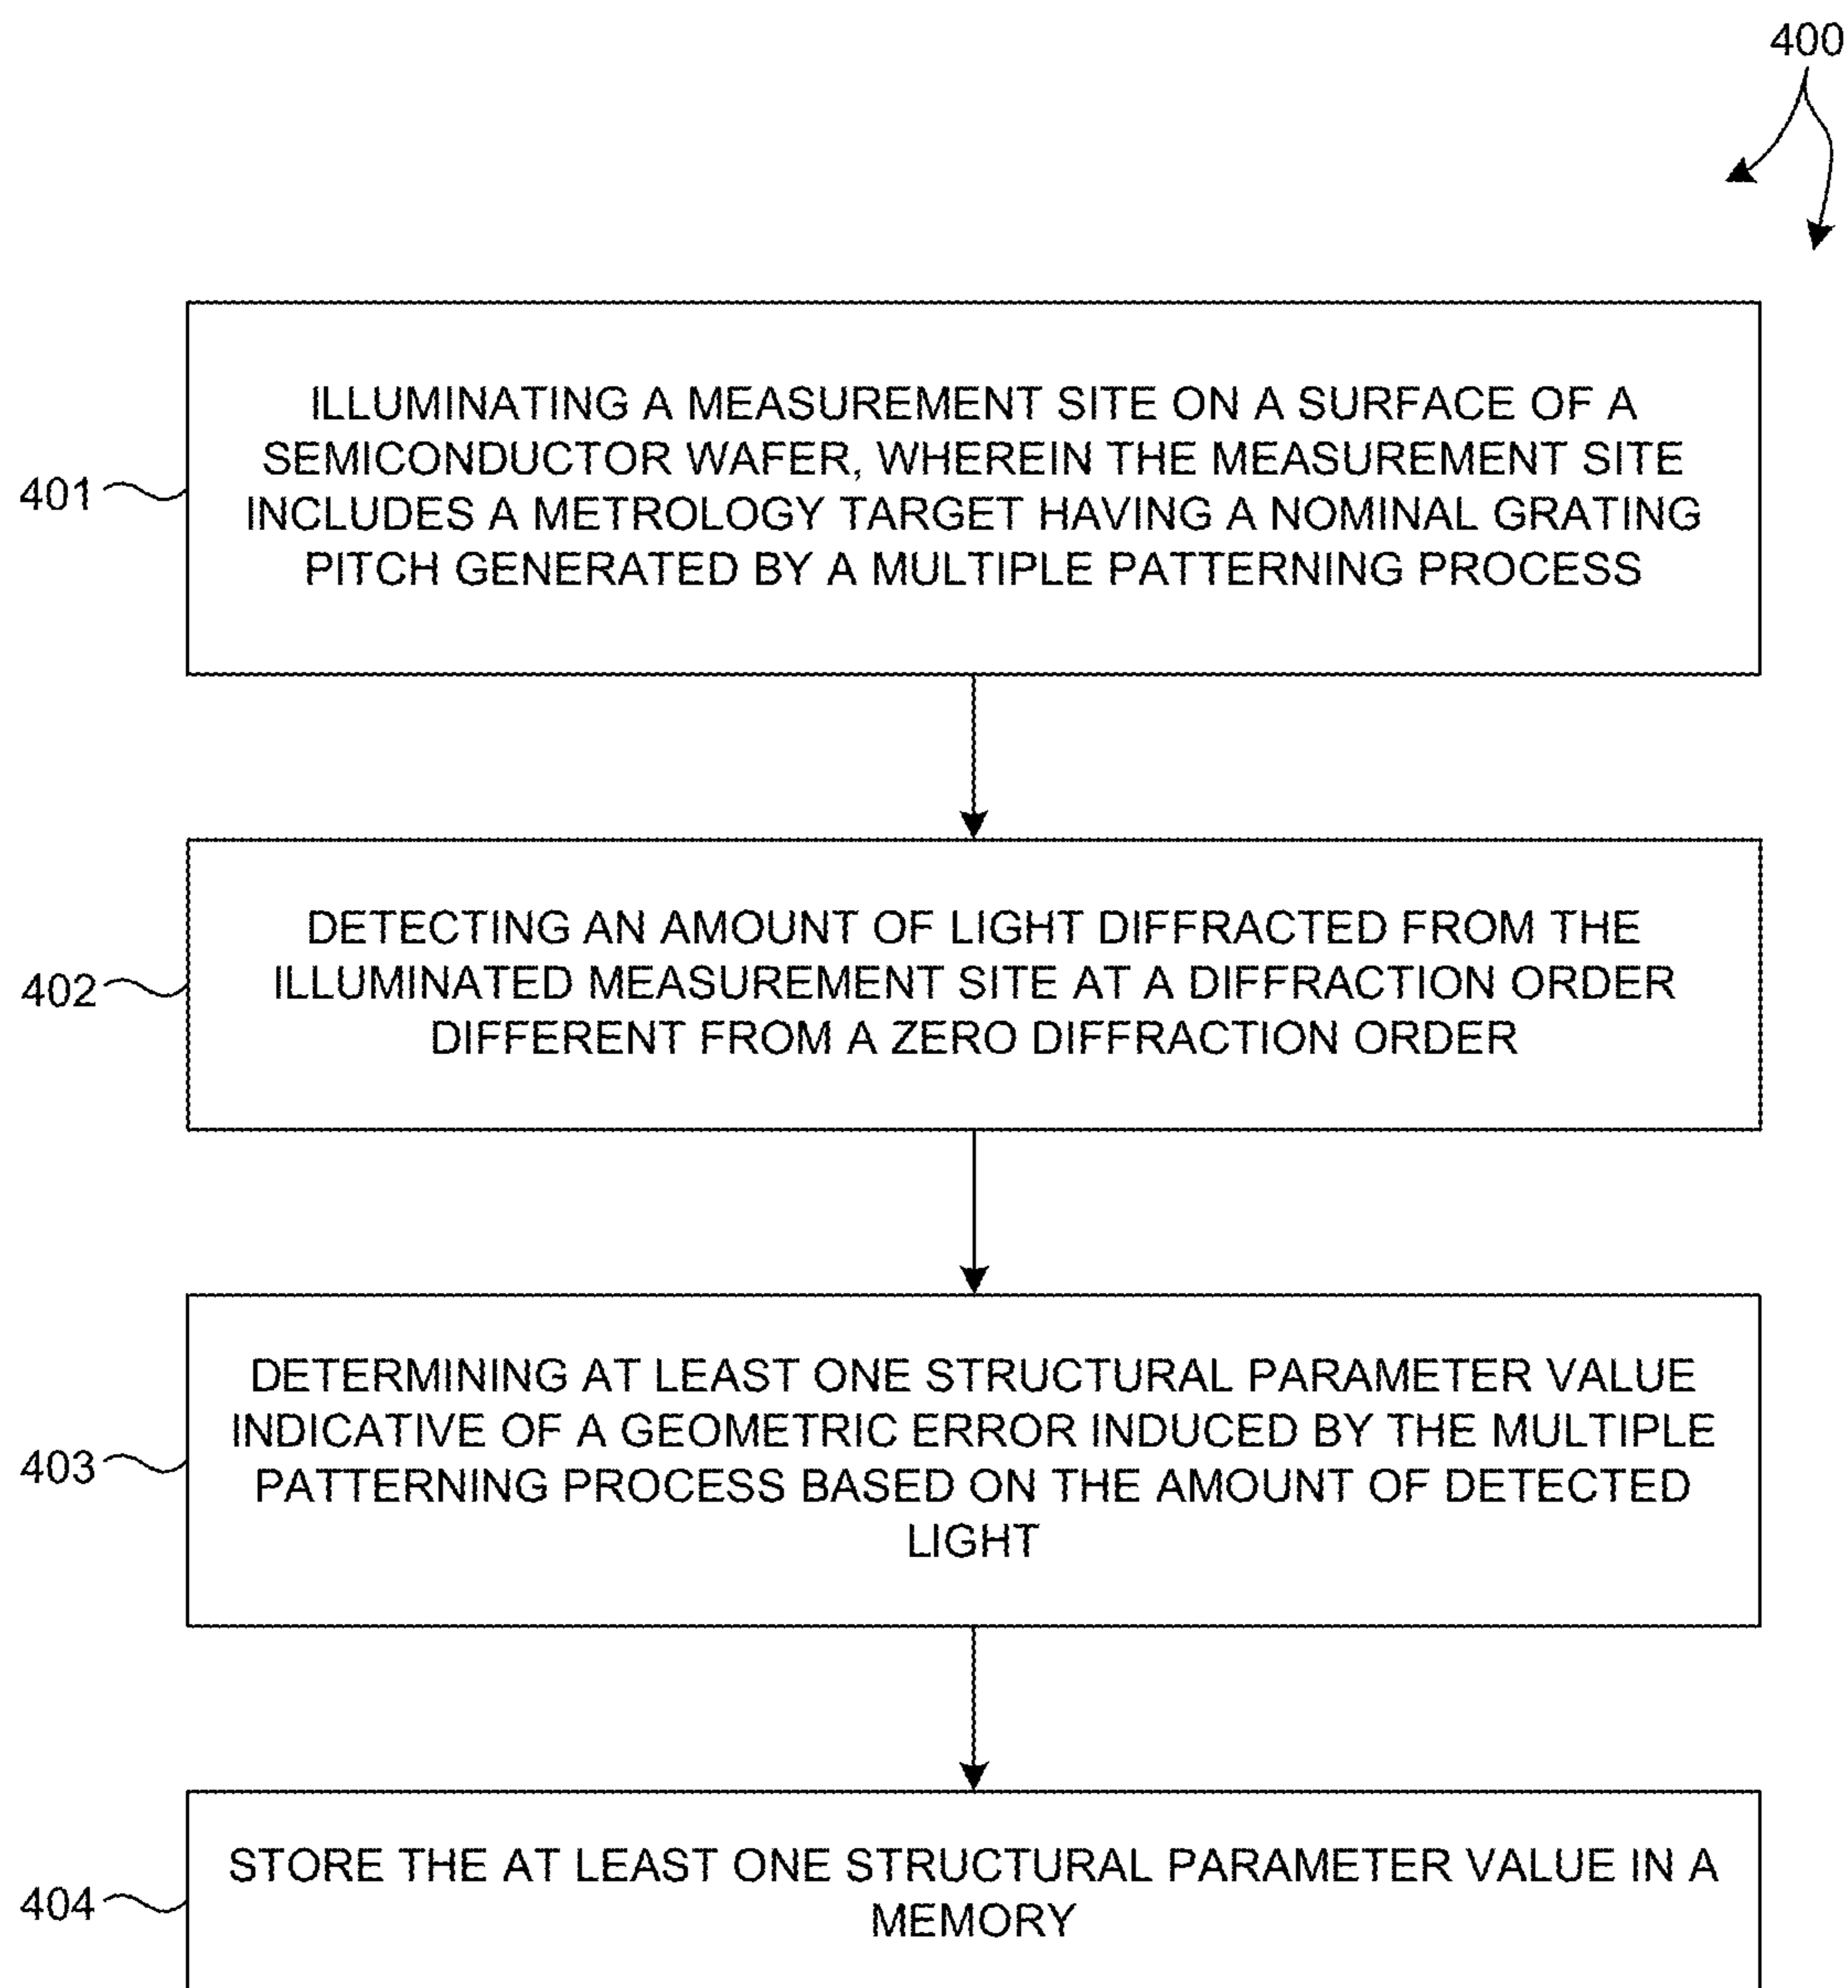 400
401
ILLUMINATING A MEASUREMENT SITE ON A SURFACE OF A
SEMICONDUCTOR WAFER, WHEREIN THE MEASUREMENT SITE
INCLUDES A METROLOGY TARGET HAVING A NOMINAL GRATING
PITCH GENERATED BY A MULTIPLE PATTERNING PROCESS
402
DETECTING AN AMOUNT OF LIGHT DIFFRACTED FROM THE
ILLUMINATED MEASUREMENT SITE AT A DIFFRACTION ORDER
DIFFERENT FROM A ZERO DIFFRACTION ORDER
403
DETERMINING AT LEAST ONE STRUCTURAL PARAMETER VALUE
INDICATIVE OF A GEOMETRIC ERROR INDUCED BY THE MULTIPLE
PATTERNING PROCESS BASED ON THE AMOUNT OF DETECTED
LIGHT
404
STORE THE AT LEAST ONE STRUCTURAL PARAMETER VALUE IN A
MEMORY